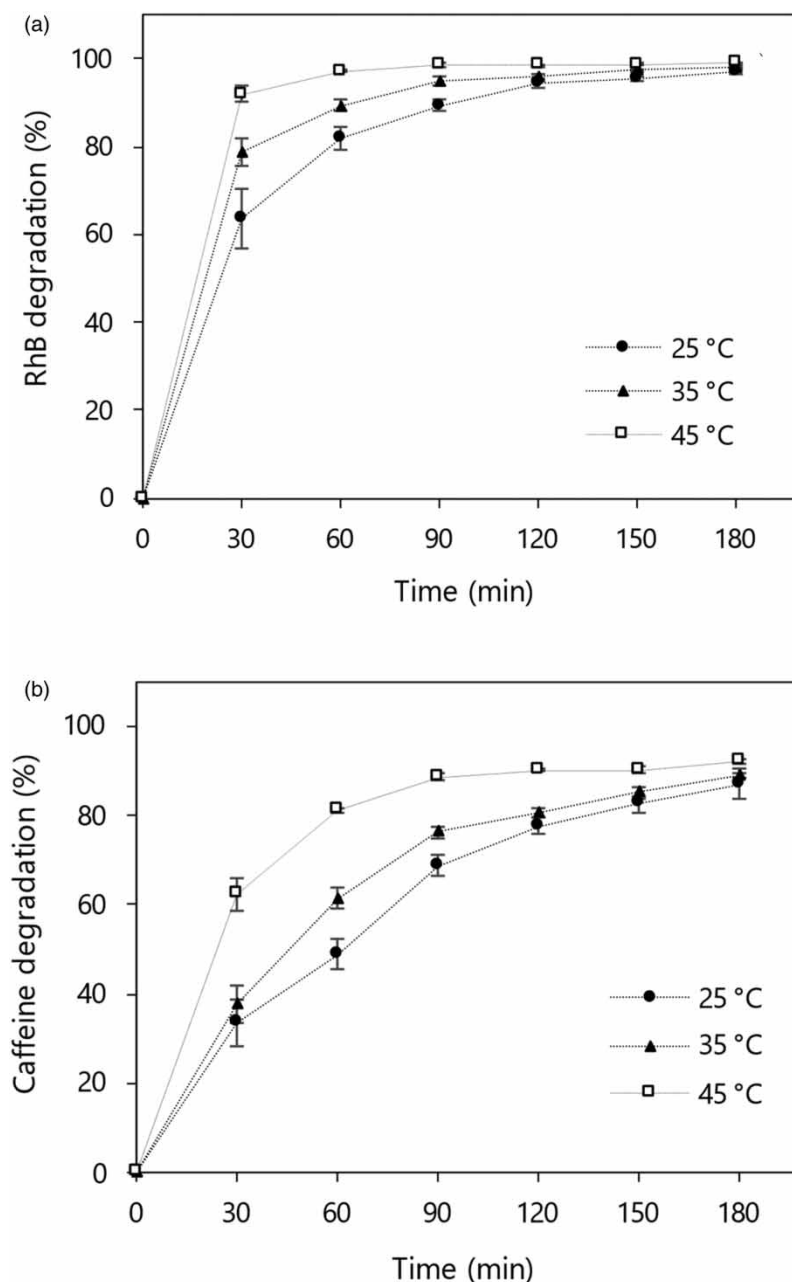 (a)
100
80
60
40
20
0
RhB degradation (%)
25 °C
35 °C
45 °C
0 30 60 90 120 150 180
Time (min)
(b)
100
80
60
40
20
0
Caffeine degradation (%)
25 °C
35 °C
45 °C
0 30 60 90 120 150 180
Time (min)